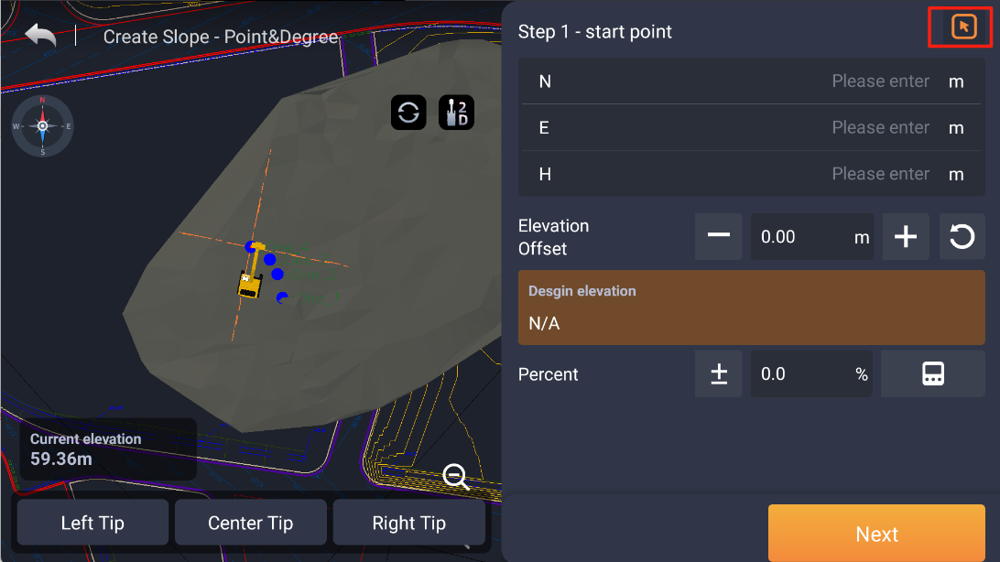 Create Slope - Point&Degree
N
W
E
S
2
D
Current elevation
59.36m
Left Tip
Center Tip
Right Tip
Step 1 - start point
N Please enter m
E Please enter m
H Please enter m
Elevation
Offset
0.00 m
Desgin elevation
N/A
Percent
± 0.0 %
Next